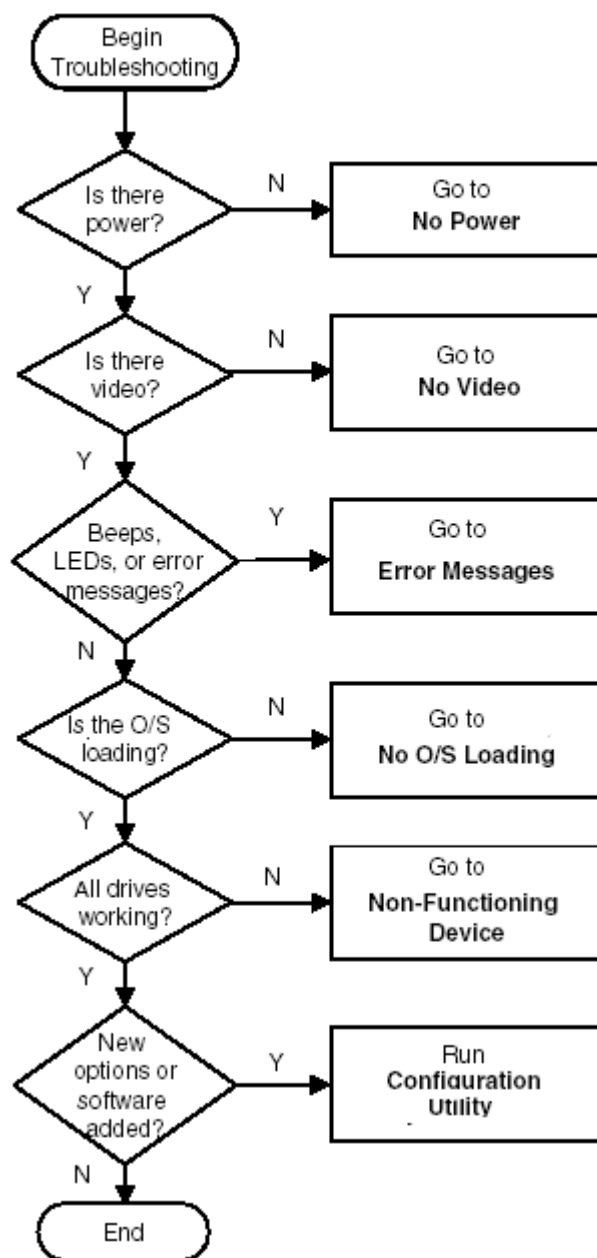 Begin
Troubleshooting
Is there
power?
N
Go to
No Power
Y
Is there
video?
N
Go to
No Video
Y
Beeps,
LEDs, or error
messages?
Y
Go to
Error Messages
N
Is the O/S
loading?
N
Go to
No O/S Loading
Y
All drives
working?
N
Go to
Non-Functioning
Device
Y
New
options or
software
added?
Y
Run
Configuration
Utility
N
End